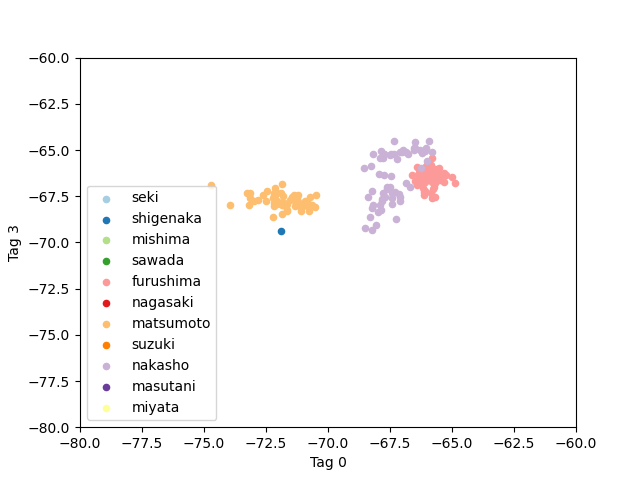 −60.0
−62.5
−65.0
−67.5
−70.0
−72.5
−75.0
−77.5
−80.0
Tag 3
seki
shigenaka
mishima
sawada
furushima
nagasaki
matsumoto
suzuki
nakasho
masutani
miyata
−80.0 −77.5 −75.0 −72.5 −70.0 −67.5 −65.0 −62.5 −60.0
Tag 0